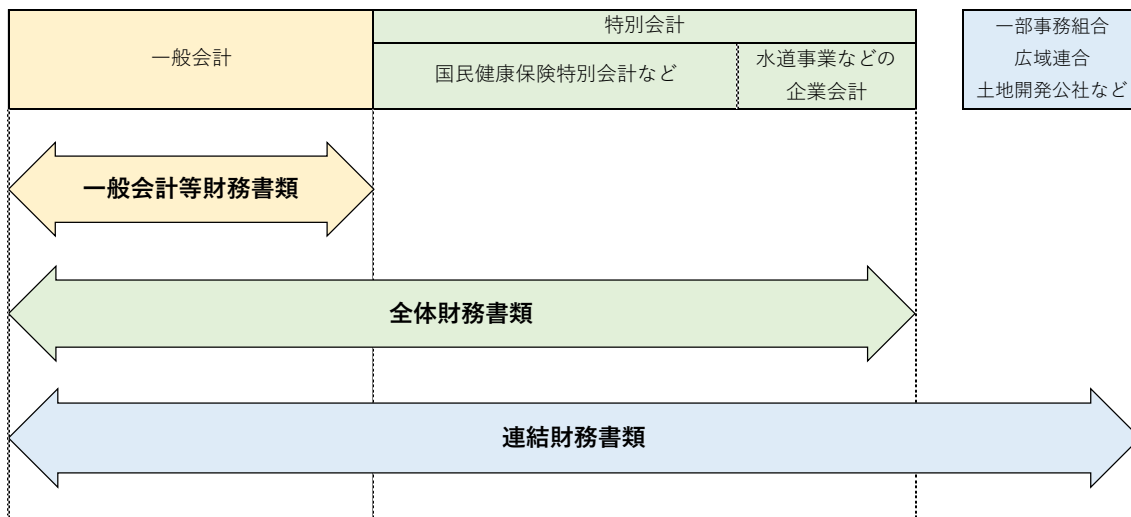 一般会計
特別会計
国民健康保険特別会計など
水道事業などの
企業会計
一部事務組合
広域連合
土地開発公社など
一般会計等財務書類
全体財務書類
連結財務書類